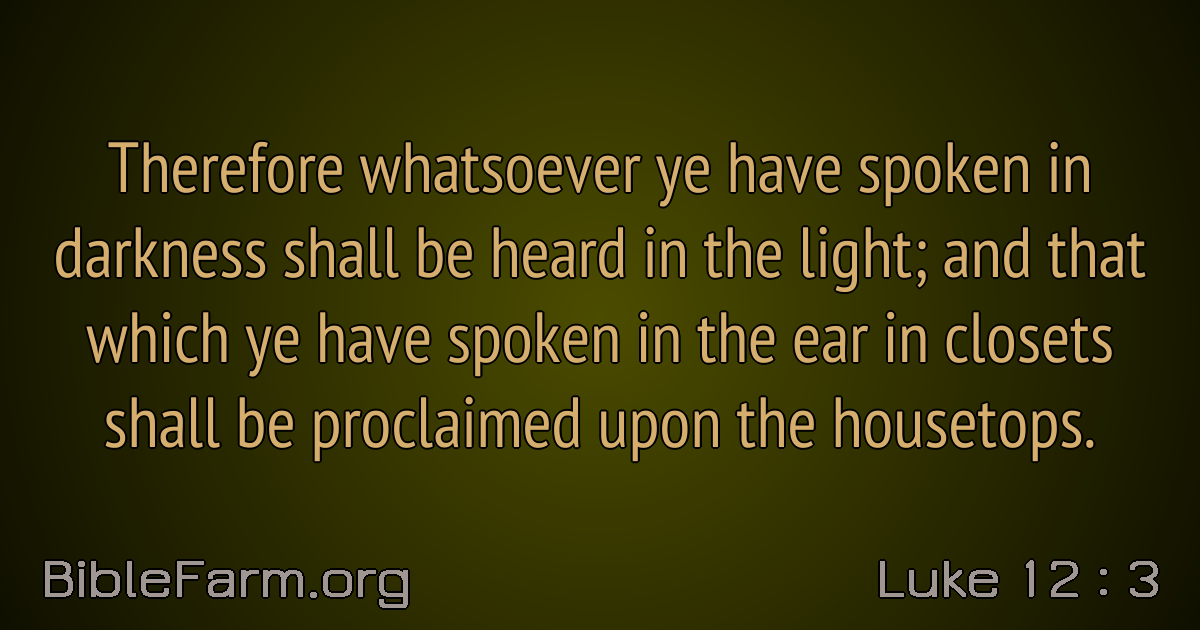 Therefore whatsoever ye have spoken in
darkness shall be heard in the light; and that
which ye have spoken in the ear in closets
shall be proclaimed upon the housetops.
BibleFarm.org
Luke 12 : 3